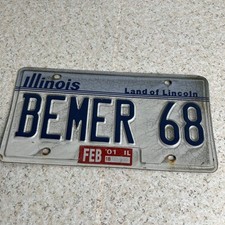 Illinois
Land of Lincoln
BEMER 68
FEB '01 IL